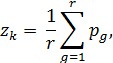 z_k = \frac{1}{r} \sum_{g=1}^{r} p_g,